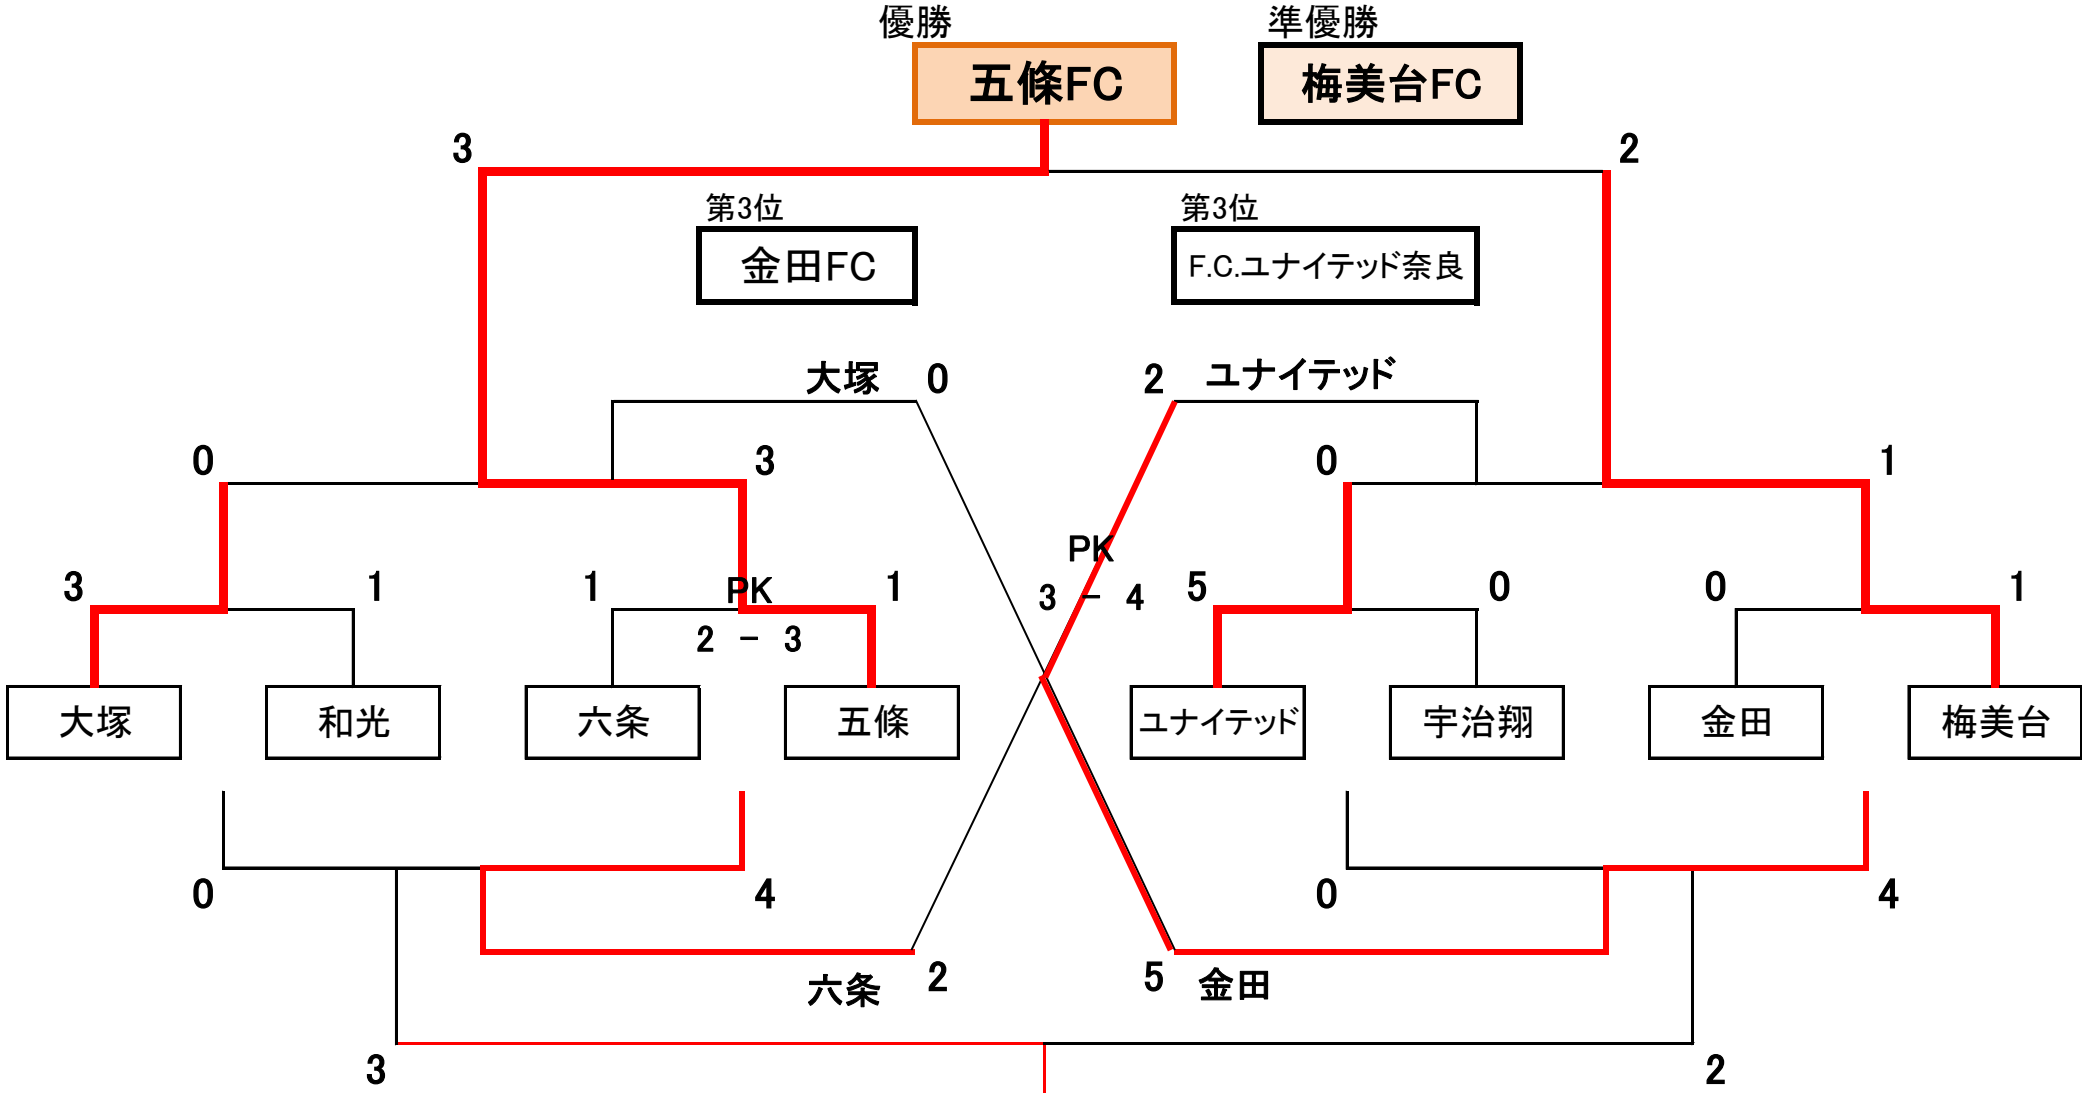 優勝 準優勝
五條FC 梅美台FC
3 2
第3位 第3位
金田FC F.C.ユナイテッド奈良
大塚 0 2 ユナイテッド
0 3 0 1
PK
3 1 1 PK 1 3 － 4 5 0 0 1
2 － 3
大塚 和光 六条 五條 ユナイテッド 宇治翔 金田 梅美台
0 4 0 4
六条 2 5 金田
3 2